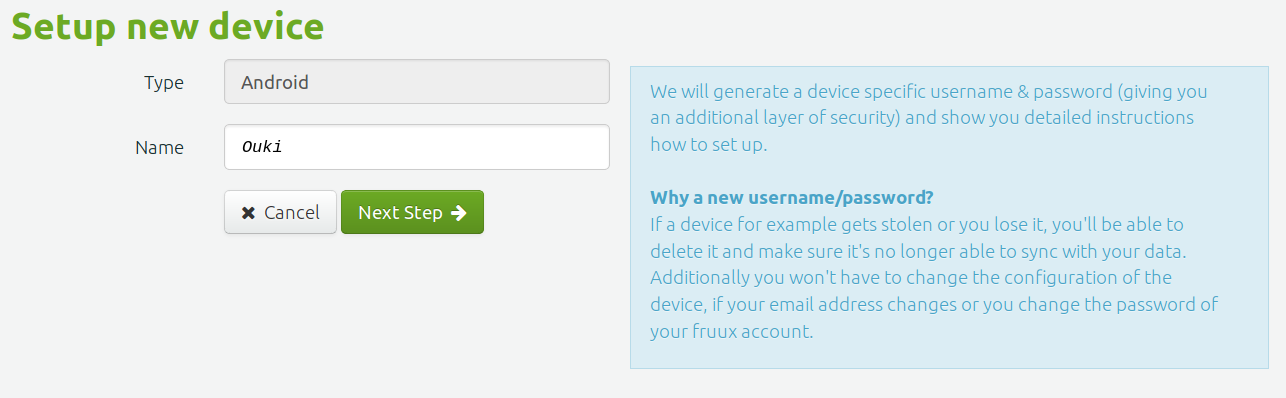 Setup new device
Type
Android
Name
Ouki
Cancel
Next Step
We will generate a device specific username & password (giving you
an additional layer of security) and show you detailed instructions
how to set up.
Why a new username/password?
If a device for example gets stolen or you lose it, you'll be able to
delete it and make sure it's no longer able to sync with your data.
Additionally you won't have to change the configuration of the
device, if your email address changes or you change the password of
your fruux account.